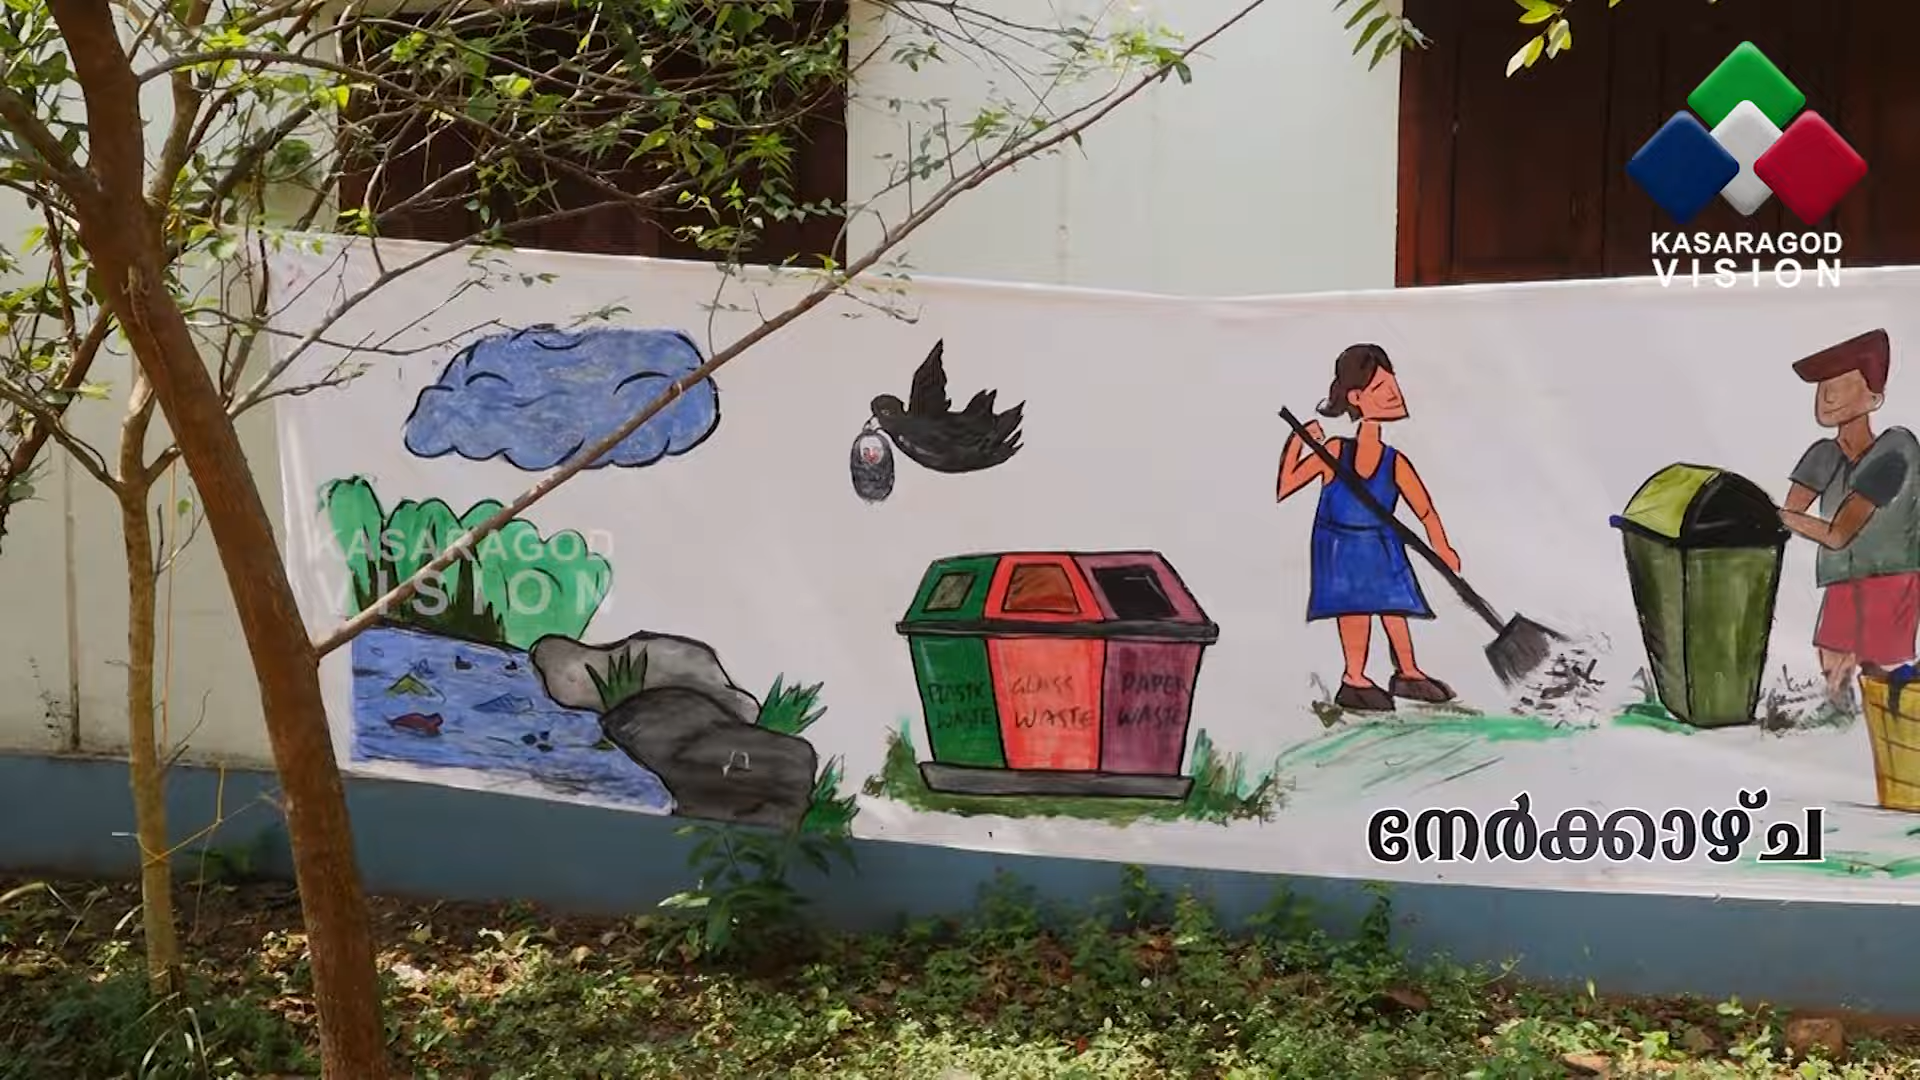 KASARAGOD
VISION
KASARAGOD
VISION
PLASTIC
WASTE
GLASS
WASTE
PAPER
WASTE
നേർക്കാഴ്ച